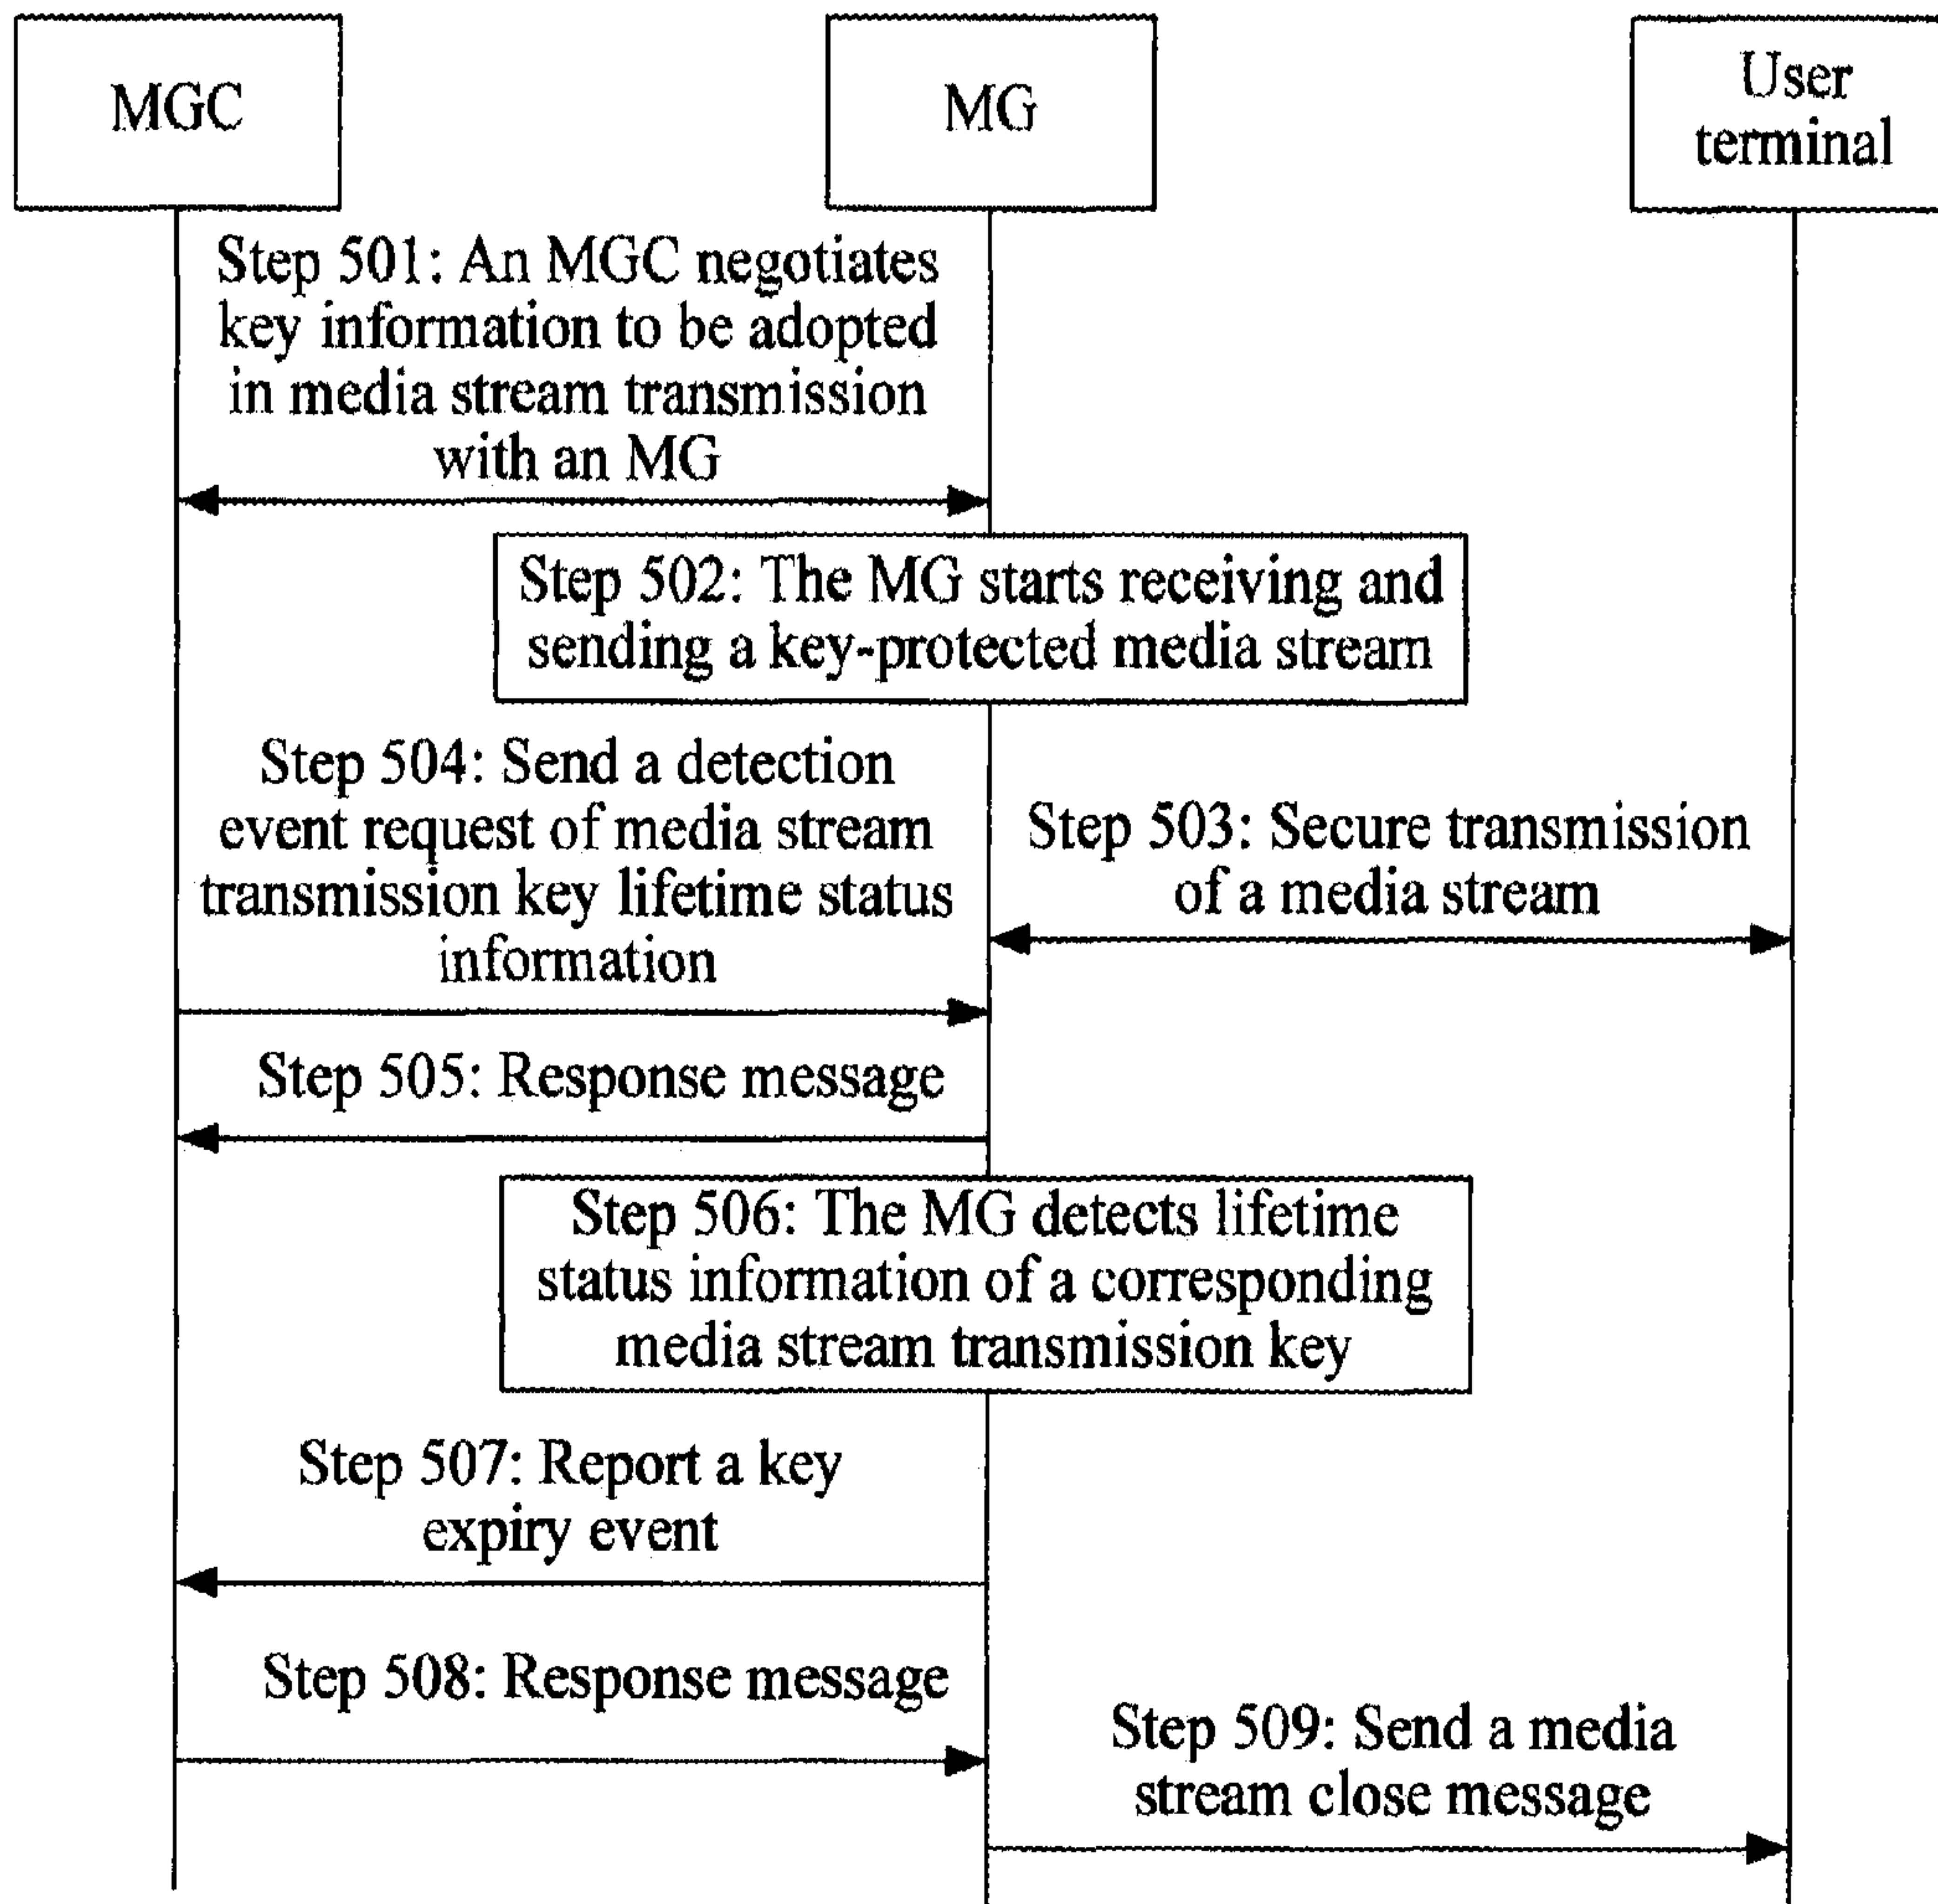 MGC
MG
User
terminal
Step 501: An MGC negotiates
key information to be adopted
in media stream transmission
with an MG
Step 502: The MG starts receiving and
sending a key-protected media stream
Step 504: Send a detection
event request of media stream
transmission key lifetime status
information
Step 503: Secure transmission
of a media stream
Step 505: Response message
Step 506: The MG detects lifetime
status information of a corresponding
media stream transmission key
Step 507: Report a key
expiry event
Step 508: Response message
Step 509: Send a media
stream close message